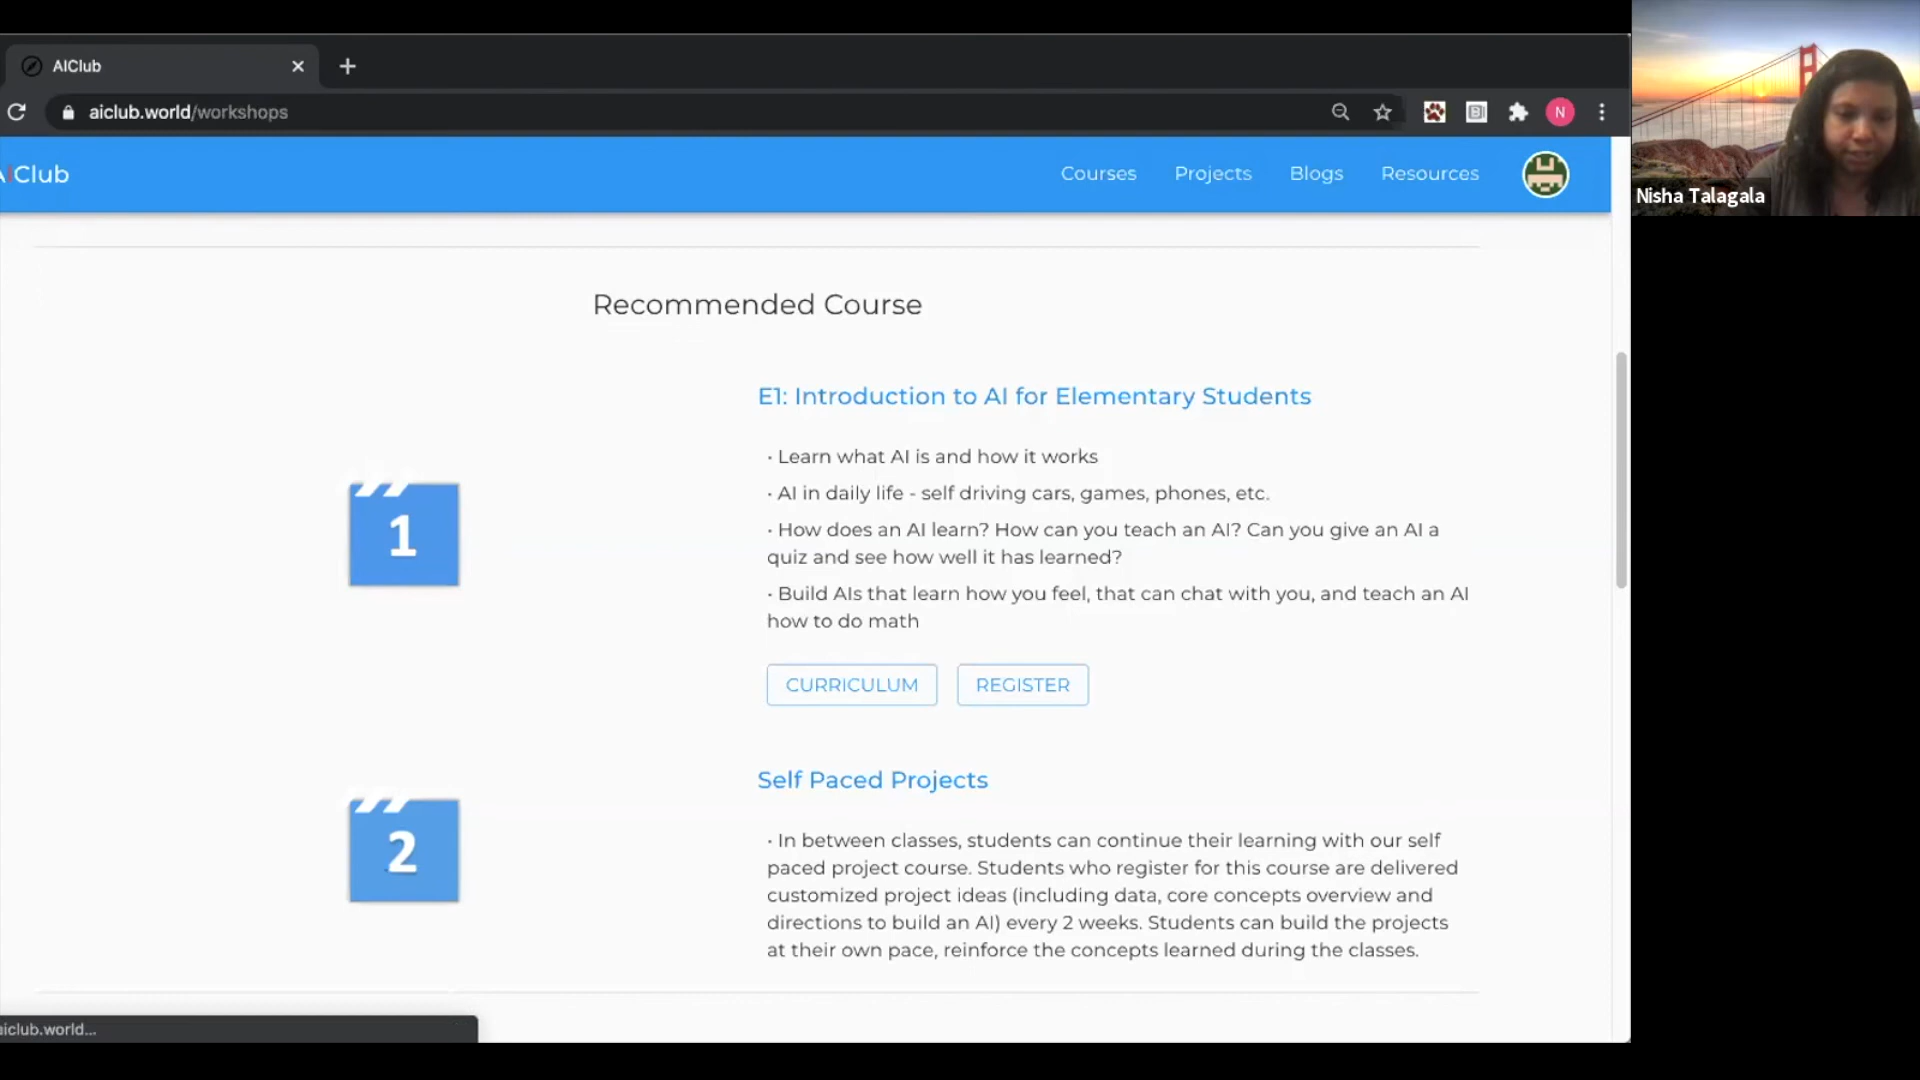 AIClub
aiclub.world/workshops
N
Nisha Talagala
AIClub
Courses
Projects
Blogs
Resources
Recommended Course
1
E1: Introduction to AI for Elementary Students
· Learn what AI is and how it works
· AI in daily life - self driving cars, games, phones, etc.
· How does an AI learn? How can you teach an AI? Can you give an AI a
quiz and see how well it has learned?
· Build AIs that learn how you feel, that can chat with you, and teach an AI
how to do math
CURRICULUM
REGISTER
2
Self Paced Projects
· In between classes, students can continue their learning with our self
paced project course. Students who register for this course are delivered
customized project ideas (including data, core concepts overview and
directions to build an AI) every 2 weeks. Students can build the projects
at their own pace, reinforce the concepts learned during the classes.
aiclub.world...